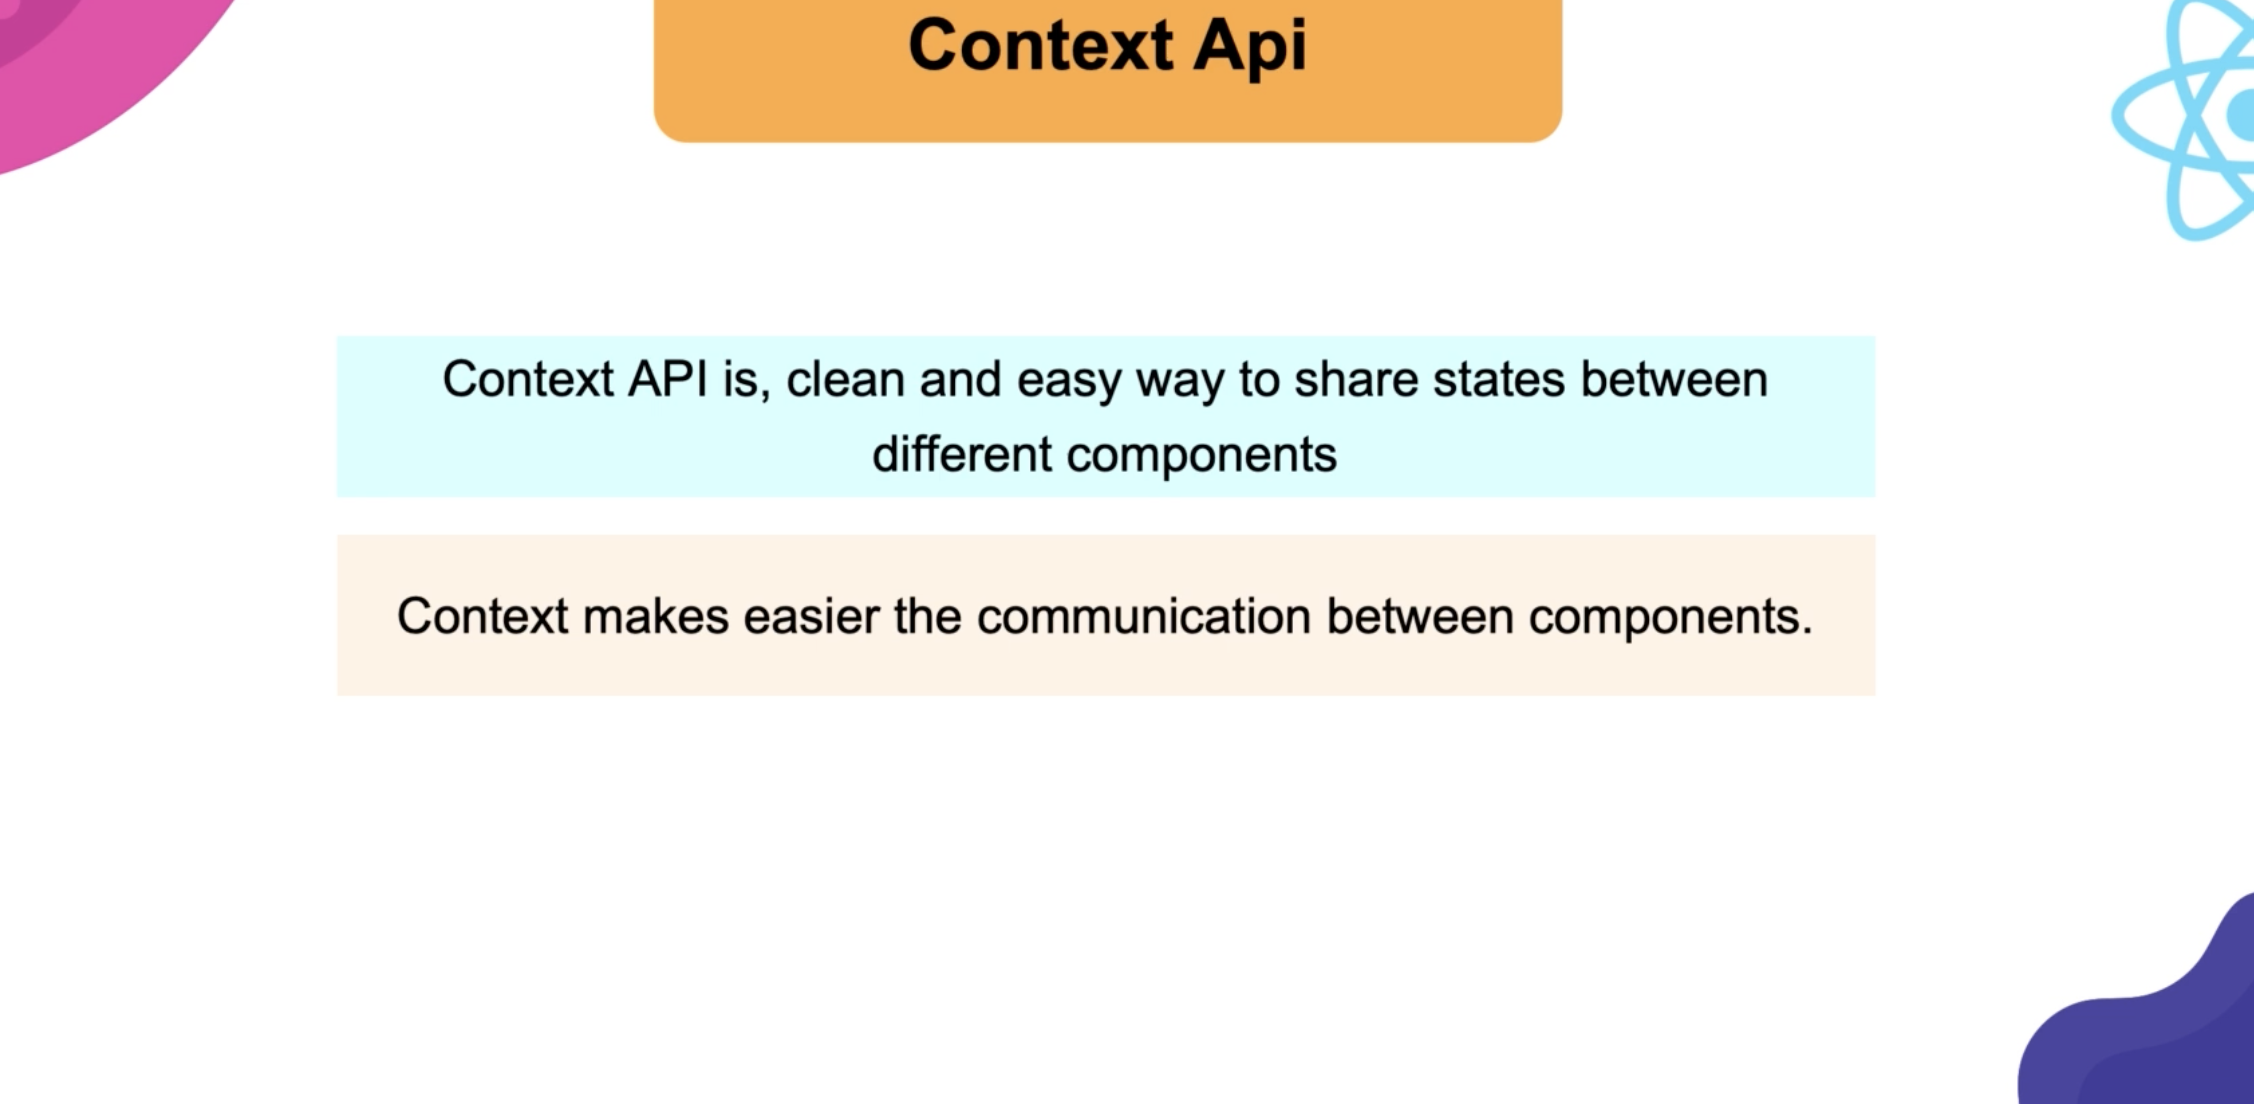 Context Api
Context API is, clean and easy way to share states between
different components
Context makes easier the communication between components.